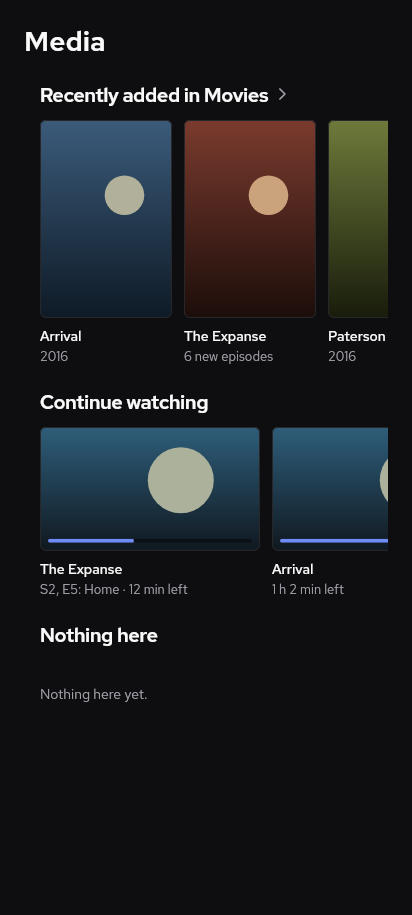 Media
Recently added in Movies
Arrival
The Expanse
Paterson
2016
6 new episodes
2016
Continue watching
The Expanse
Arrival
S2, E5: Home · 12 min left
1 h 2 min left
Nothing here
Nothing here yet.